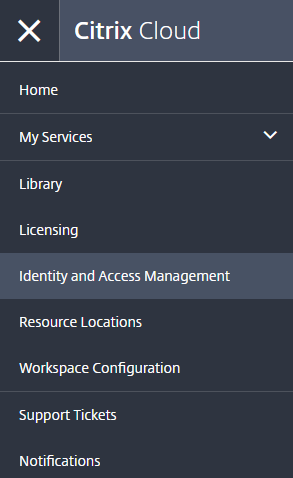 Citrix Cloud
Home
My Services
Library
Licensing
Identity and Access Management
Resource Locations
Workspace Configuration
Support Tickets
Notifications